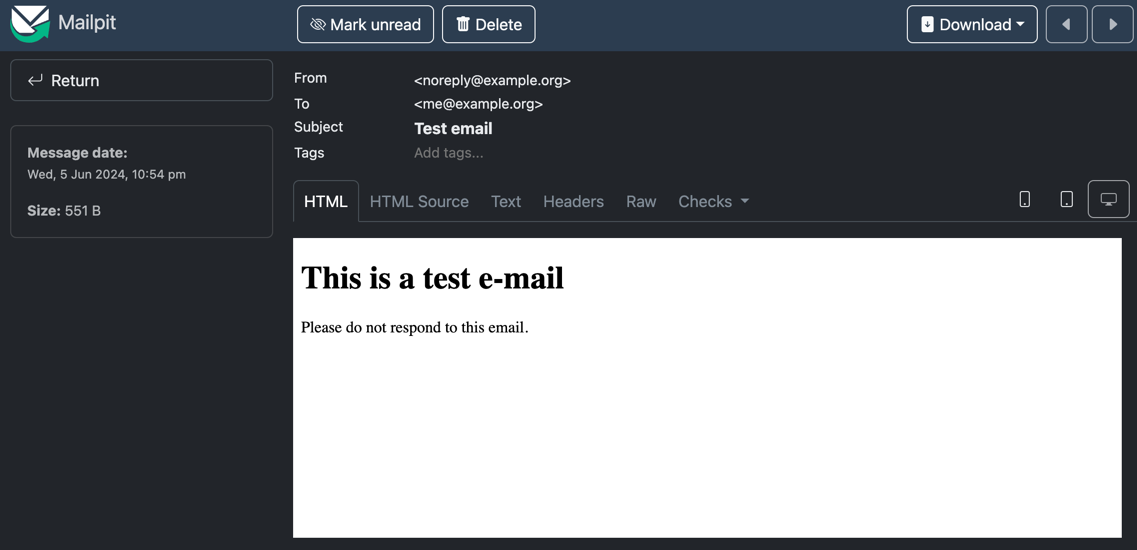 Mailpit
Mark unread
Delete
Download
Return
Message date:
Wed, 5 Jun 2024, 10:54 pm
Size: 551 B
From <noreply@example.org>
To <me@example.org>
Subject Test email
Tags Add tags...
HTML HTML Source Text Headers Raw Checks
This is a test e-mail
Please do not respond to this email.